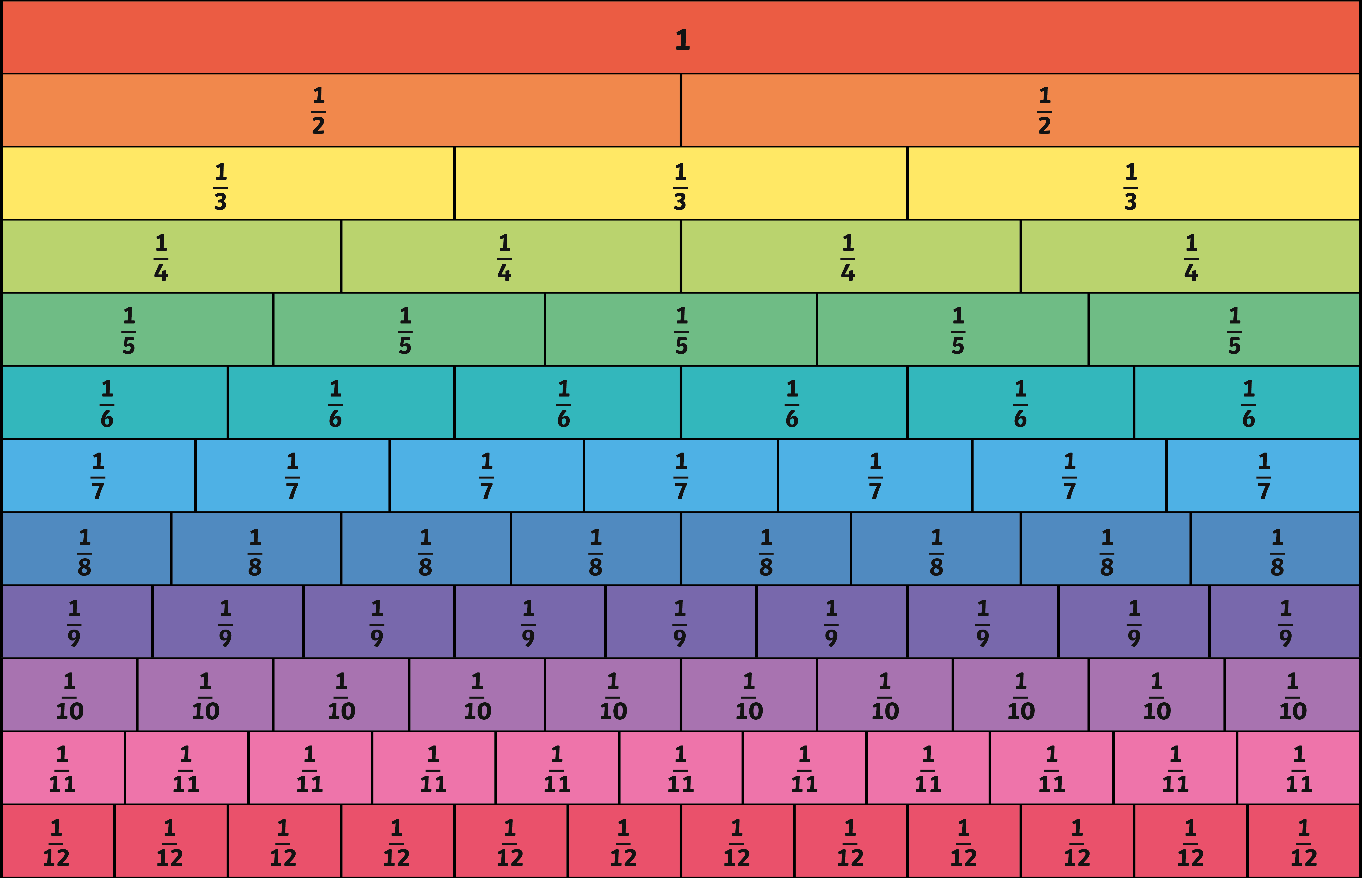 1
1/2 1/2
1/3 1/3 1/3
1/4 1/4 1/4 1/4
1/5 1/5 1/5 1/5 1/5
1/6 1/6 1/6 1/6 1/6 1/6
1/7 1/7 1/7 1/7 1/7 1/7 1/7
1/8 1/8 1/8 1/8 1/8 1/8 1/8 1/8
1/9 1/9 1/9 1/9 1/9 1/9 1/9 1/9 1/9
1/10 1/10 1/10 1/10 1/10 1/10 1/10 1/10 1/10 1/10
1/11 1/11 1/11 1/11 1/11 1/11 1/11 1/11 1/11 1/11 1/11
1/12 1/12 1/12 1/12 1/12 1/12 1/12 1/12 1/12 1/12 1/12 1/12